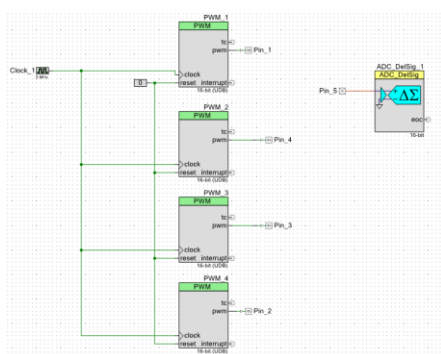 PWM_1
PWM
tc
pwm
Pin_1
Clock_1
clock
0
reset interrupt
16-bit (UDB)
ADC_DelSig_1
ADC_DelSig
Pin_5
ΔΣ
eoc
16-bit
PWM_2
PWM
tc
pwm
Pin_4
clock
reset interrupt
16-bit (UDB)
PWM_3
PWM
tc
pwm
Pin_3
clock
reset interrupt
16-bit (UDB)
PWM_4
PWM
tc
pwm
Pin_2
clock
reset interrupt
16-bit (UDB)